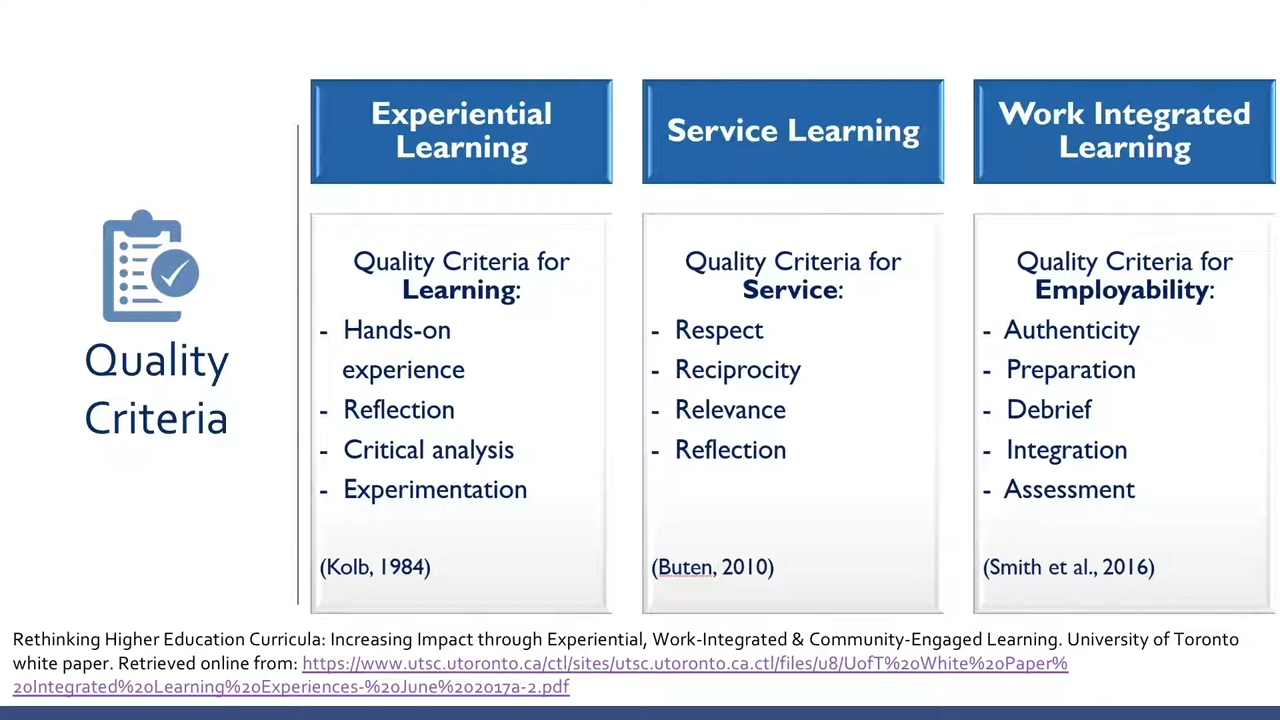 Quality
Criteria
Experiential
Learning
Quality Criteria for
Learning:
- Hands-on
experience
- Reflection
- Critical analysis
- Experimentation
(Kolb, 1984)
Service Learning
Quality Criteria for
Service:
- Respect
- Reciprocity
- Relevance
- Reflection
(Buten, 2010)
Work Integrated
Learning
Quality Criteria for
Employability:
- Authenticity
- Preparation
- Debrief
- Integration
- Assessment
(Smith et al., 2016)
Rethinking Higher Education Curricula: Increasing Impact through Experiential, Work-Integrated & Community-Engaged Learning. University of Toronto
white paper. Retrieved online from: https://www.utsc.utoronto.ca/ctl/sites/utsc.utoronto.ca.ctl/files/u8/UofT%20White%20Paper%
20Integrated%20Learning%20Experiences-%20June%202017a-2.pdf